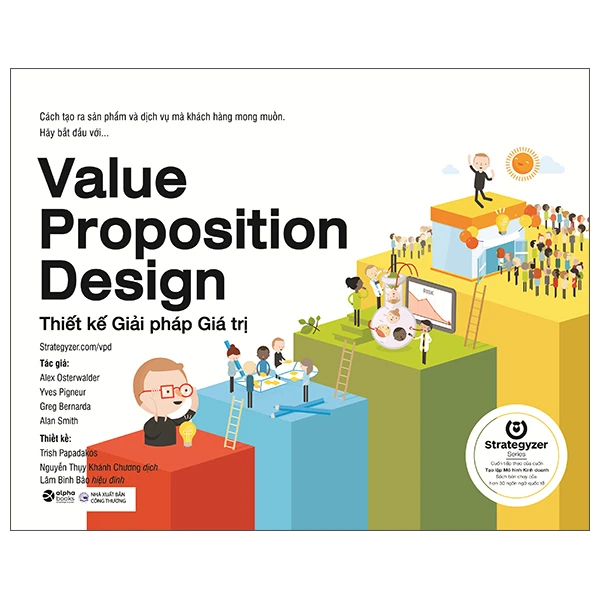 Cách tạo ra sản phẩm và dịch vụ mà khách hàng mong muốn.
Hãy bắt đầu với...
Value
Proposition
Design
Thiết kế Giải pháp Giá trị
Strategyzer.com/vpd
Tác giả:
Alex Osterwalder
Yves Pigneur
Greg Bernarda
Alan Smith
Thiết kế:
Trish Papadakos
Nguyễn Thụy Khánh Chương dịch
Lâm Bình Bảo hiệu đính
alpha books
NHÀ XUẤT BẢN
CÔNG THƯƠNG
RISK
Strategyzer
Series
Cuốn tiếp theo của cuốn
Tạo lập Mô hình Kinh doanh
Sách bán chạy của
hơn 30 ngôn ngữ quốc tế